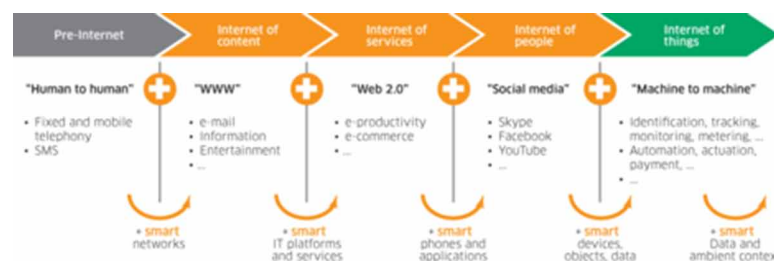 Pre-Internet
Internet of
content
Internet of
services
Internet of
people
Internet of
things
"Human to human"
"WWW"
"Web 2.0"
"Social media"
"Machine to machine"
• Fixed and mobile
telephony
• SMS
• e-mail
• Information
• Entertainment
• ...
• e-productivity
• e-commerce
• ...
• Skype
• Facebook
• YouTube
• ...
• Identification, tracking,
monitoring, metering, ...
• Automation, actuation,
payment, ...
• ...
+ smart
networks
+ smart
IT platforms
and services
+ smart
phones and
applications
+ smart
devices,
objects, data
+ smart
Data and
ambient context